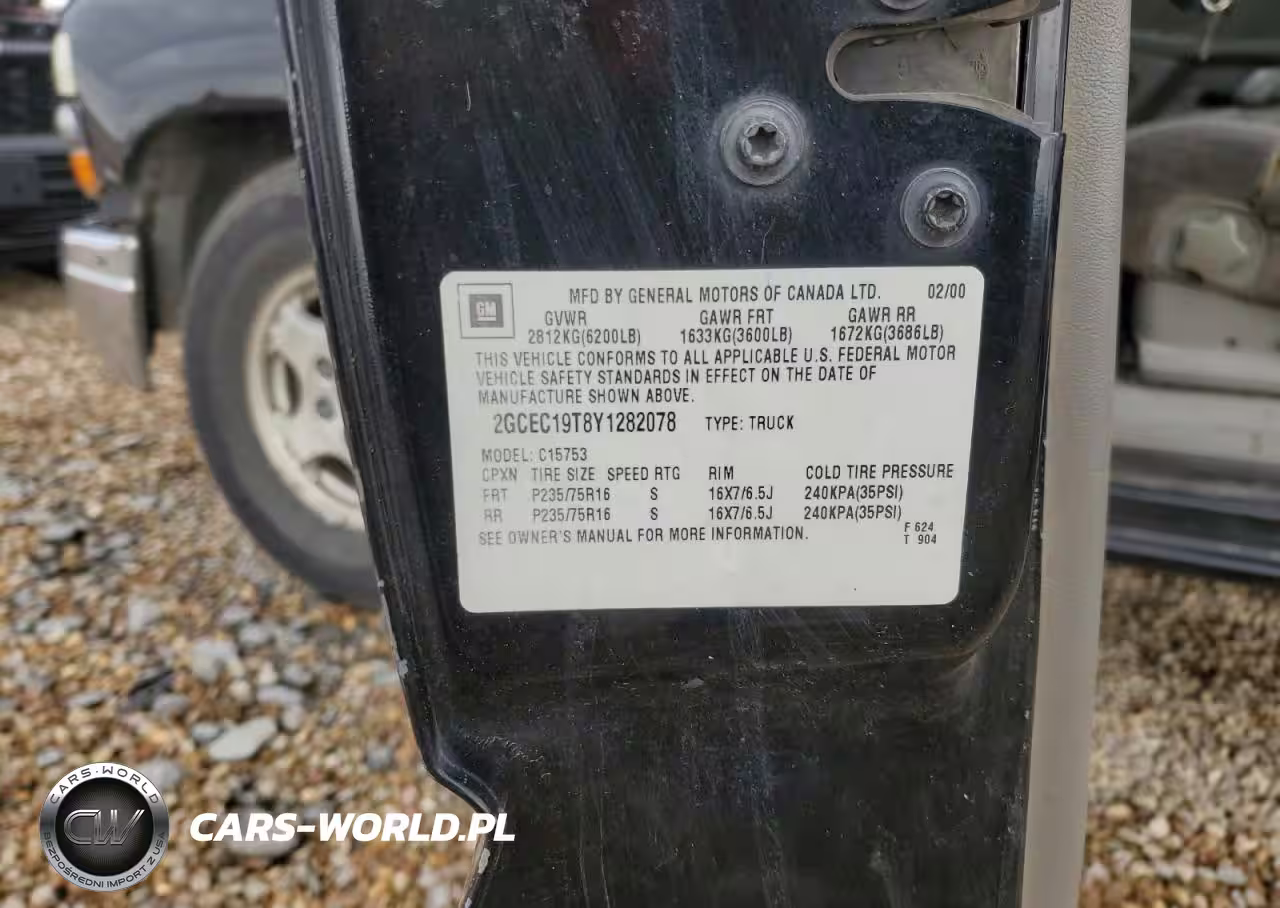 GM
MFD BY GENERAL MOTORS OF CANADA LTD. 02/00
GVWR GAWR FRT GAWR RR
2812KG(6200LB) 1633KG(3600LB) 1672KG(3686LB)
THIS VEHICLE CONFORMS TO ALL APPLICABLE U.S. FEDERAL MOTOR
VEHICLE SAFETY STANDARDS IN EFFECT ON THE DATE OF
MANUFACTURE SHOWN ABOVE.
2GCEC19T8Y1282078 TYPE: TRUCK
MODEL: C15753
CPXN TIRE SIZE SPEED RTG RIM COLD TIRE PRESSURE
FRT P235/75R16 S 16X7/6.5J 240KPA(35PSI)
RR P235/75R16 S 16X7/6.5J 240KPA(35PSI)
SEE OWNER'S MANUAL FOR MORE INFORMATION.
F 624
T 904
CARS-WORLD
CW
BEZPOŚREDNI IMPORT Z USA
CARS-WORLD.PL